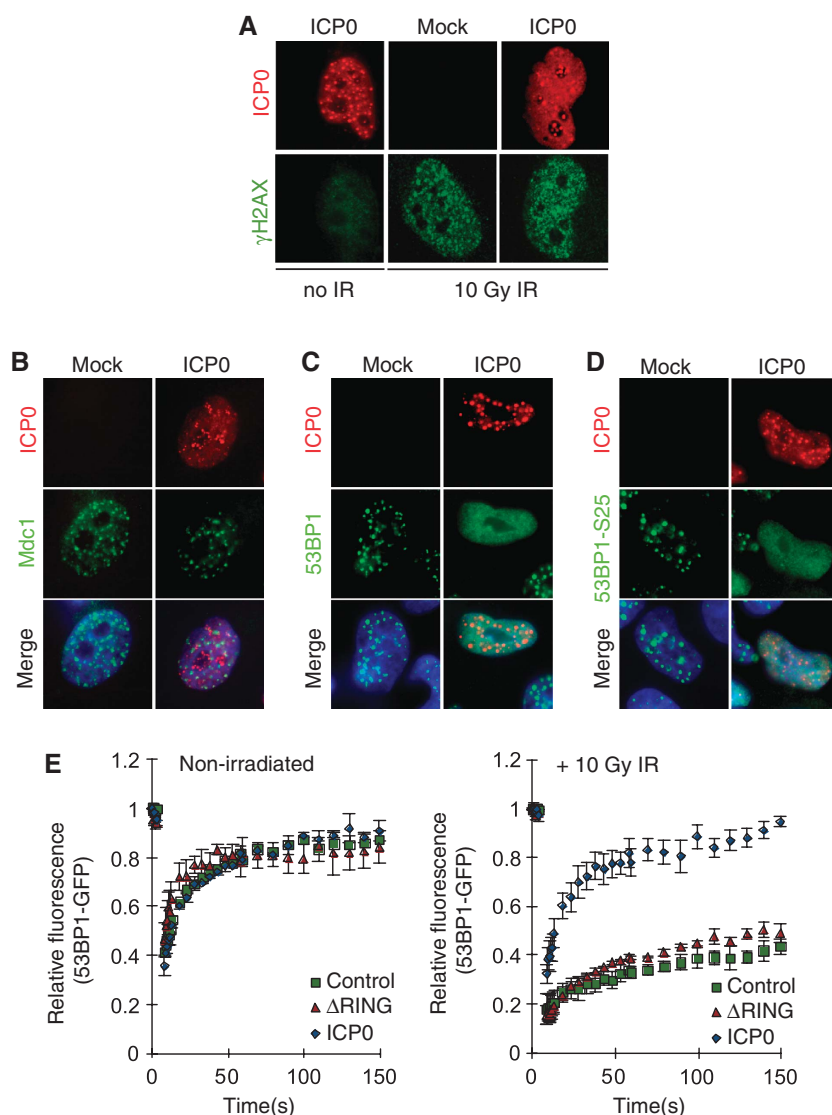 A
ICP0 Mock ICP0
ICP0
γH2AX
no IR 10 Gy IR
B
Mock ICP0
ICP0
Mdc1
Merge
C
Mock ICP0
ICP0
53BP1
Merge
D
Mock ICP0
ICP0
53BP1-S25
Merge
E
Non-irradiated
Relative fluorescence
(53BP1-GFP)
1.2
1
0.8
0.6
0.4
0.2
0
Control
ΔRING
ICP0
0 50 100 150
Time(s)
+ 10 Gy IR
Relative fluorescence
(53BP1-GFP)
1.2
1
0.8
0.6
0.4
0.2
0
Control
ΔRING
ICP0
0 50 100 150
Time(s)